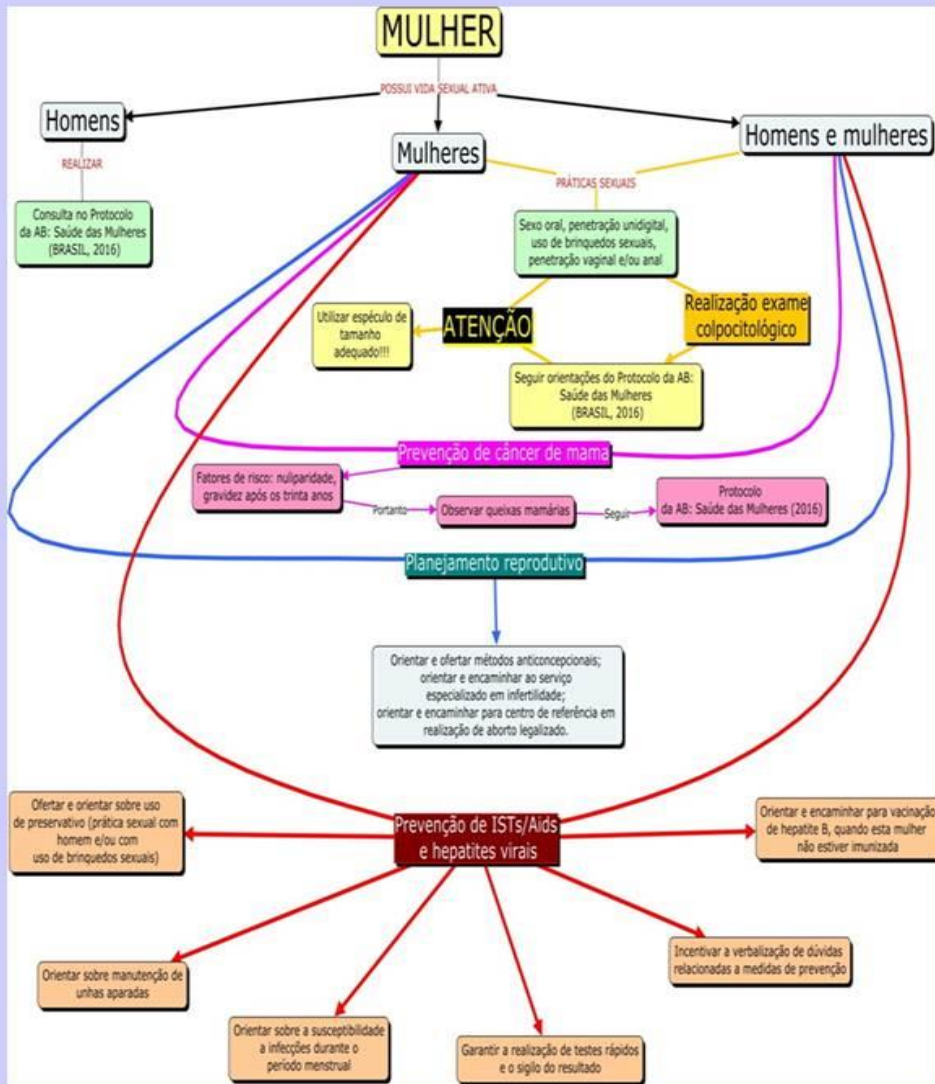 MULHER
POSSUI VIDA SEXUAL ATIVA
Homens
Mulheres
Homens e mulheres
REALIZAR
PRÁTICAS SEXUAIS
Consulta no Protocolo
da AB: Saúde das Mulheres
(BRASIL, 2016)
Sexo oral, penetração unidigital,
uso de brinquedos sexuais,
penetração vaginal e/ou anal
Utilizar espéculo de
tamanho
adequado!!!
ATENÇÃO
Realização exame
colpocitológico
Seguir orientações do Protocolo da AB:
Saúde das Mulheres
(BRASIL, 2016)
Prevenção de câncer de mama
Fatores de risco: nuliparidade,
gravidez após os trinta anos
Portanto
Observar queixas mamárias
Seguir
Protocolo
da AB: Saúde das Mulheres (2016)
Planejamento reprodutivo
Orientar e ofertar métodos anticoncepcionais;
orientar e encaminhar ao serviço
especializado em infertilidade;
orientar e encaminhar para centro de referência em
realização de aborto legalizado.
Ofertar e orientar sobre uso
de preservativo (prática sexual com
homem e/ou com
uso de brinquedos sexuais)
Prevenção de ISTs/Aids
e hepatites virais
Orientar e encaminhar para vacinação
de hepatite B, quando esta mulher
não estiver imunizada
Orientar sobre manutenção de
unhas aparadas
Incentivar a verbalização de dúvidas
relacionadas a medidas de prevenção
Orientar sobre a susceptibilidade
a infecções durante o
período menstrual
Garantir a realização de testes rápidos
e o sigilo do resultado